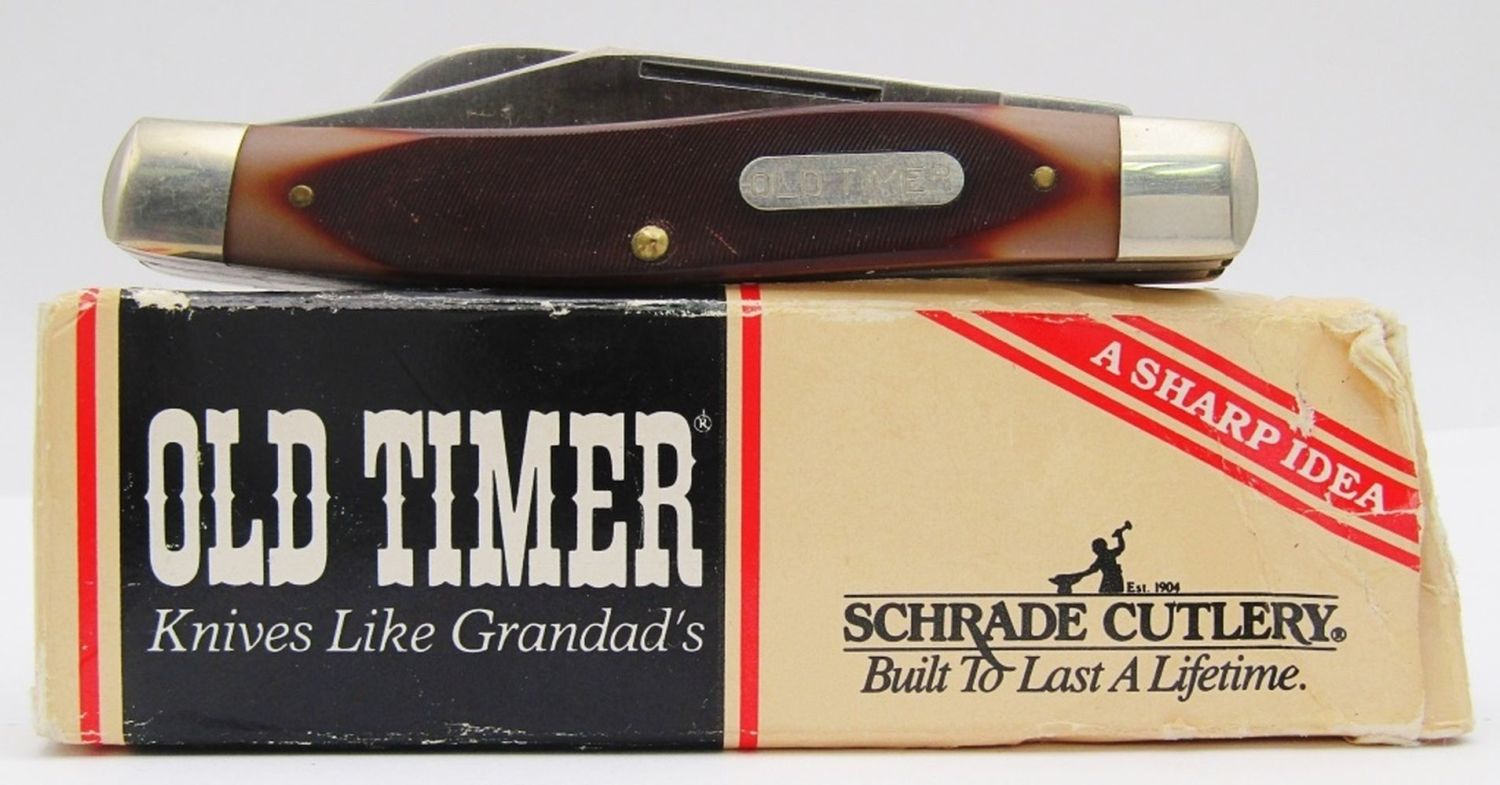 OLD TIMER
OLD TIMER®
Knives Like Grandad's
A SHARP IDEA
Est. 1904
SCHRADE CUTLERY®
Built To Last A Lifetime.